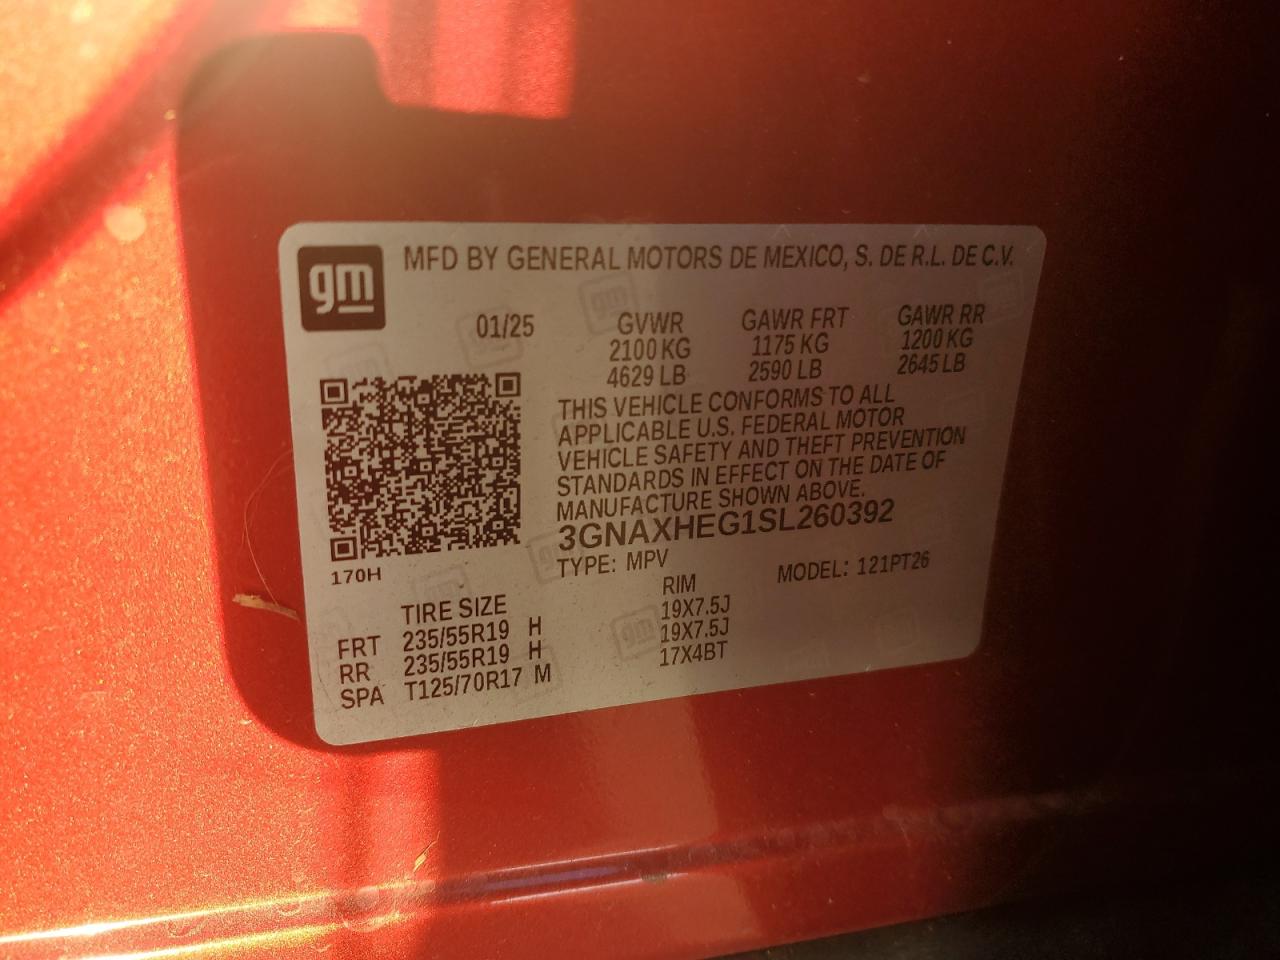 gm
MFD BY GENERAL MOTORS DE MEXICO, S. DE R.L. DE C.V.
01/25 GVWR GAWR FRT GAWR RR
2100 KG 1175 KG 1200 KG
4629 LB 2590 LB 2645 LB
THIS VEHICLE CONFORMS TO ALL
APPLICABLE U.S. FEDERAL MOTOR
VEHICLE SAFETY AND THEFT PREVENTION
STANDARDS IN EFFECT ON THE DATE OF
MANUFACTURE SHOWN ABOVE.
3GNAXHEG1SL260392
170H
TYPE: MPV MODEL: 121PT26
TIRE SIZE RIM
FRT 235/55R19 H 19X7.5J
RR 235/55R19 H 19X7.5J
SPA T125/70R17 M 17X4BT